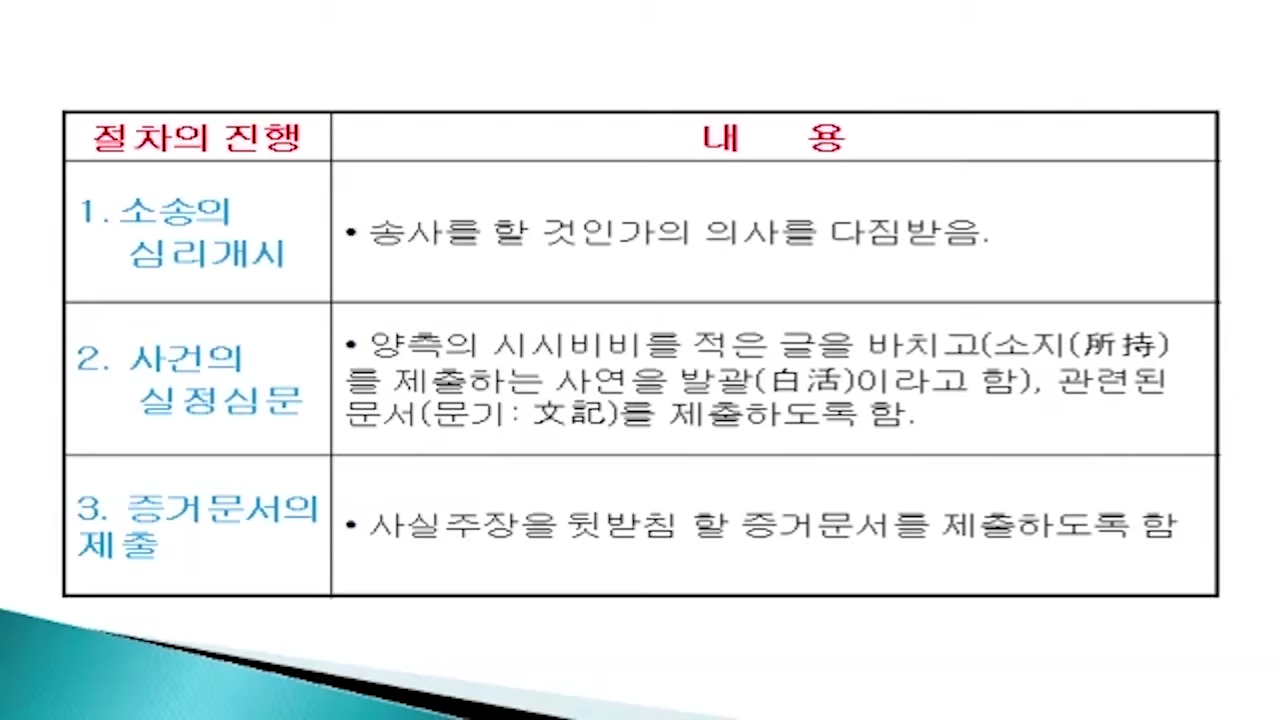 절차의 진행
내 용
1. 소송의
심리개시
• 송사를 할 것인가의 의사를 다짐받음.
2. 사건의
실정심문
• 양측의 시시비비를 적은 글을 바치고(소지(所持)
를 제출하는 사연을 발괄(白活)이라고 함), 관련된
문서(문기: 文記)를 제출하도록 함.
3. 증거문서의
제출
• 사실주장을 뒷받침 할 증거문서를 제출하도록 함